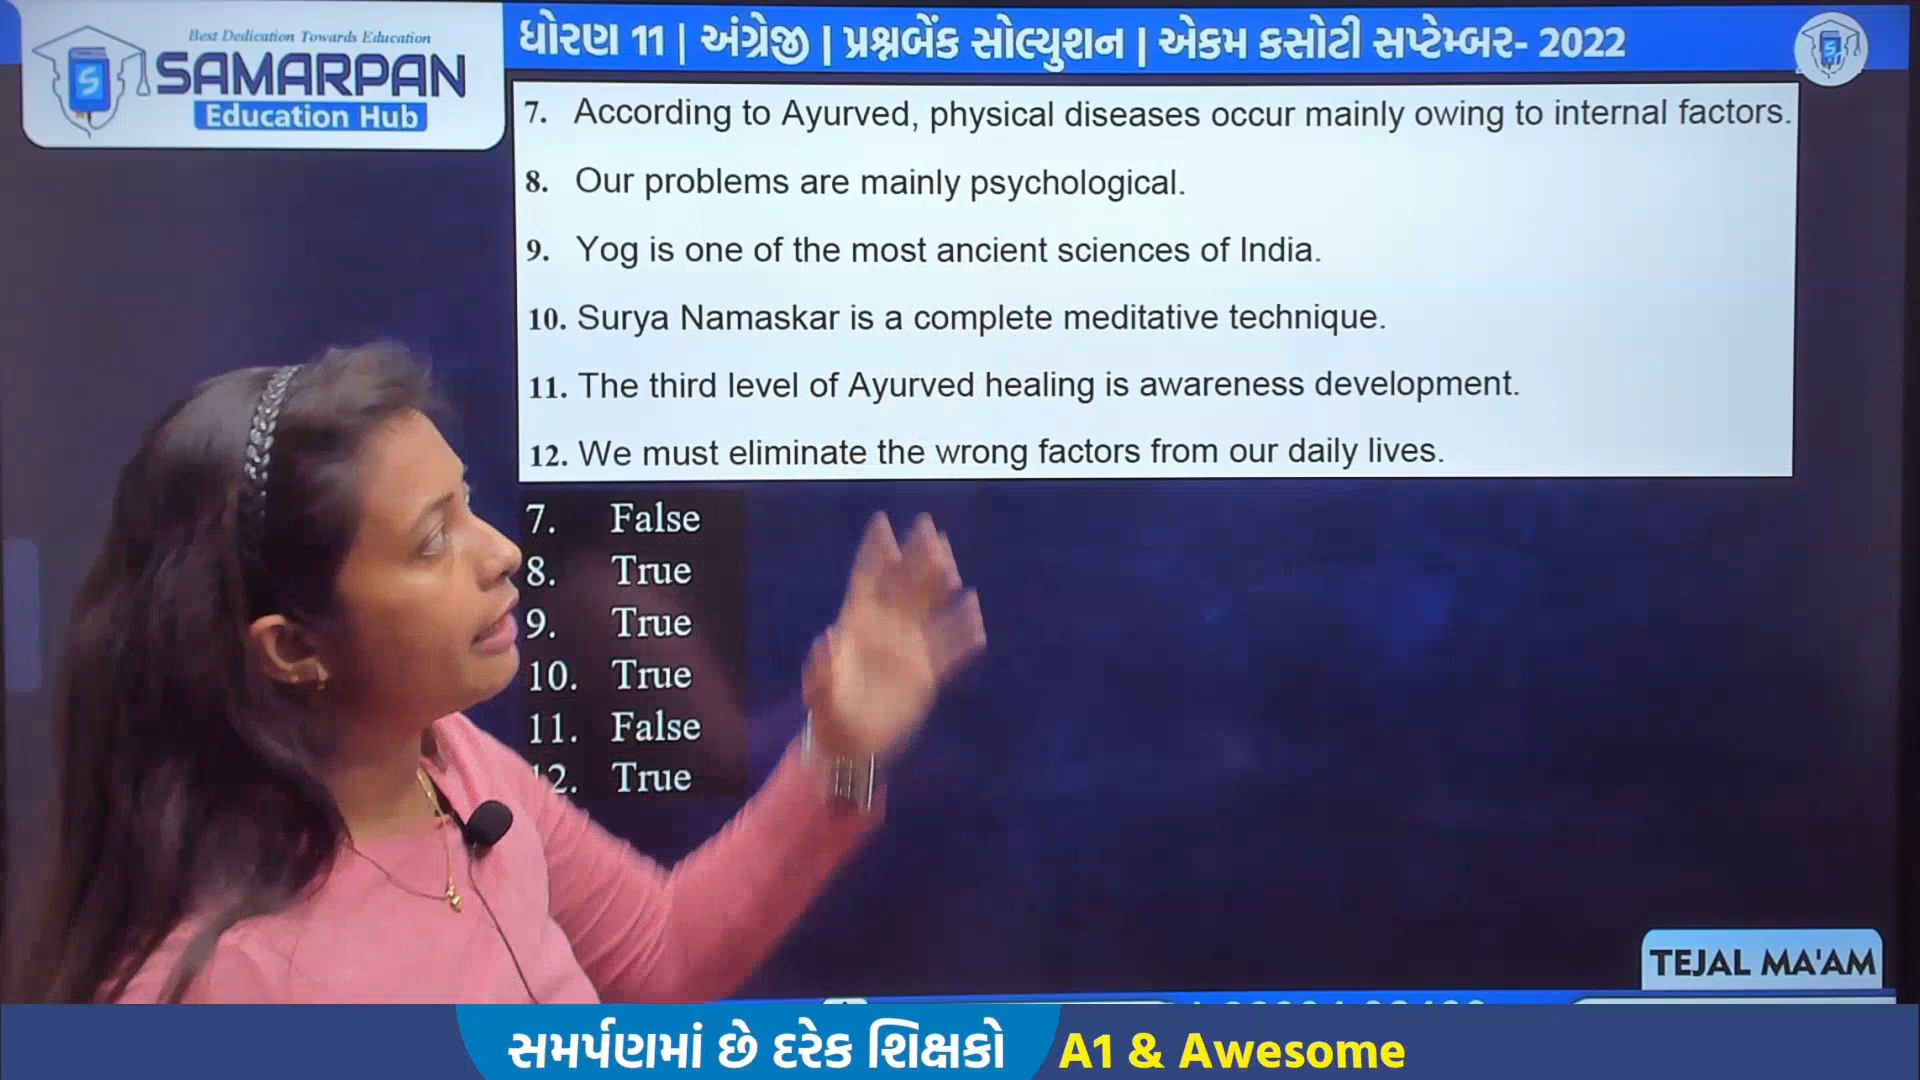 Best Dedication Towards Education
SAMARPAN
Education Hub
ધોરણ 11 | અંગ્રેજી | પ્રશ્નબેંક સોલ્યુશન | એકમ કસોટી સપ્ટેમ્બર- 2022
7. According to Ayurved, physical diseases occur mainly owing to internal factors.
8. Our problems are mainly psychological.
9. Yog is one of the most ancient sciences of India.
10. Surya Namaskar is a complete meditative technique.
11. The third level of Ayurved healing is awareness development.
12. We must eliminate the wrong factors from our daily lives.
7. False
8. True
9. True
10. True
11. False
12. True
TEJAL MA'AM
સમર્પણમાં છે દરેક શિક્ષકો A1 & Awesome